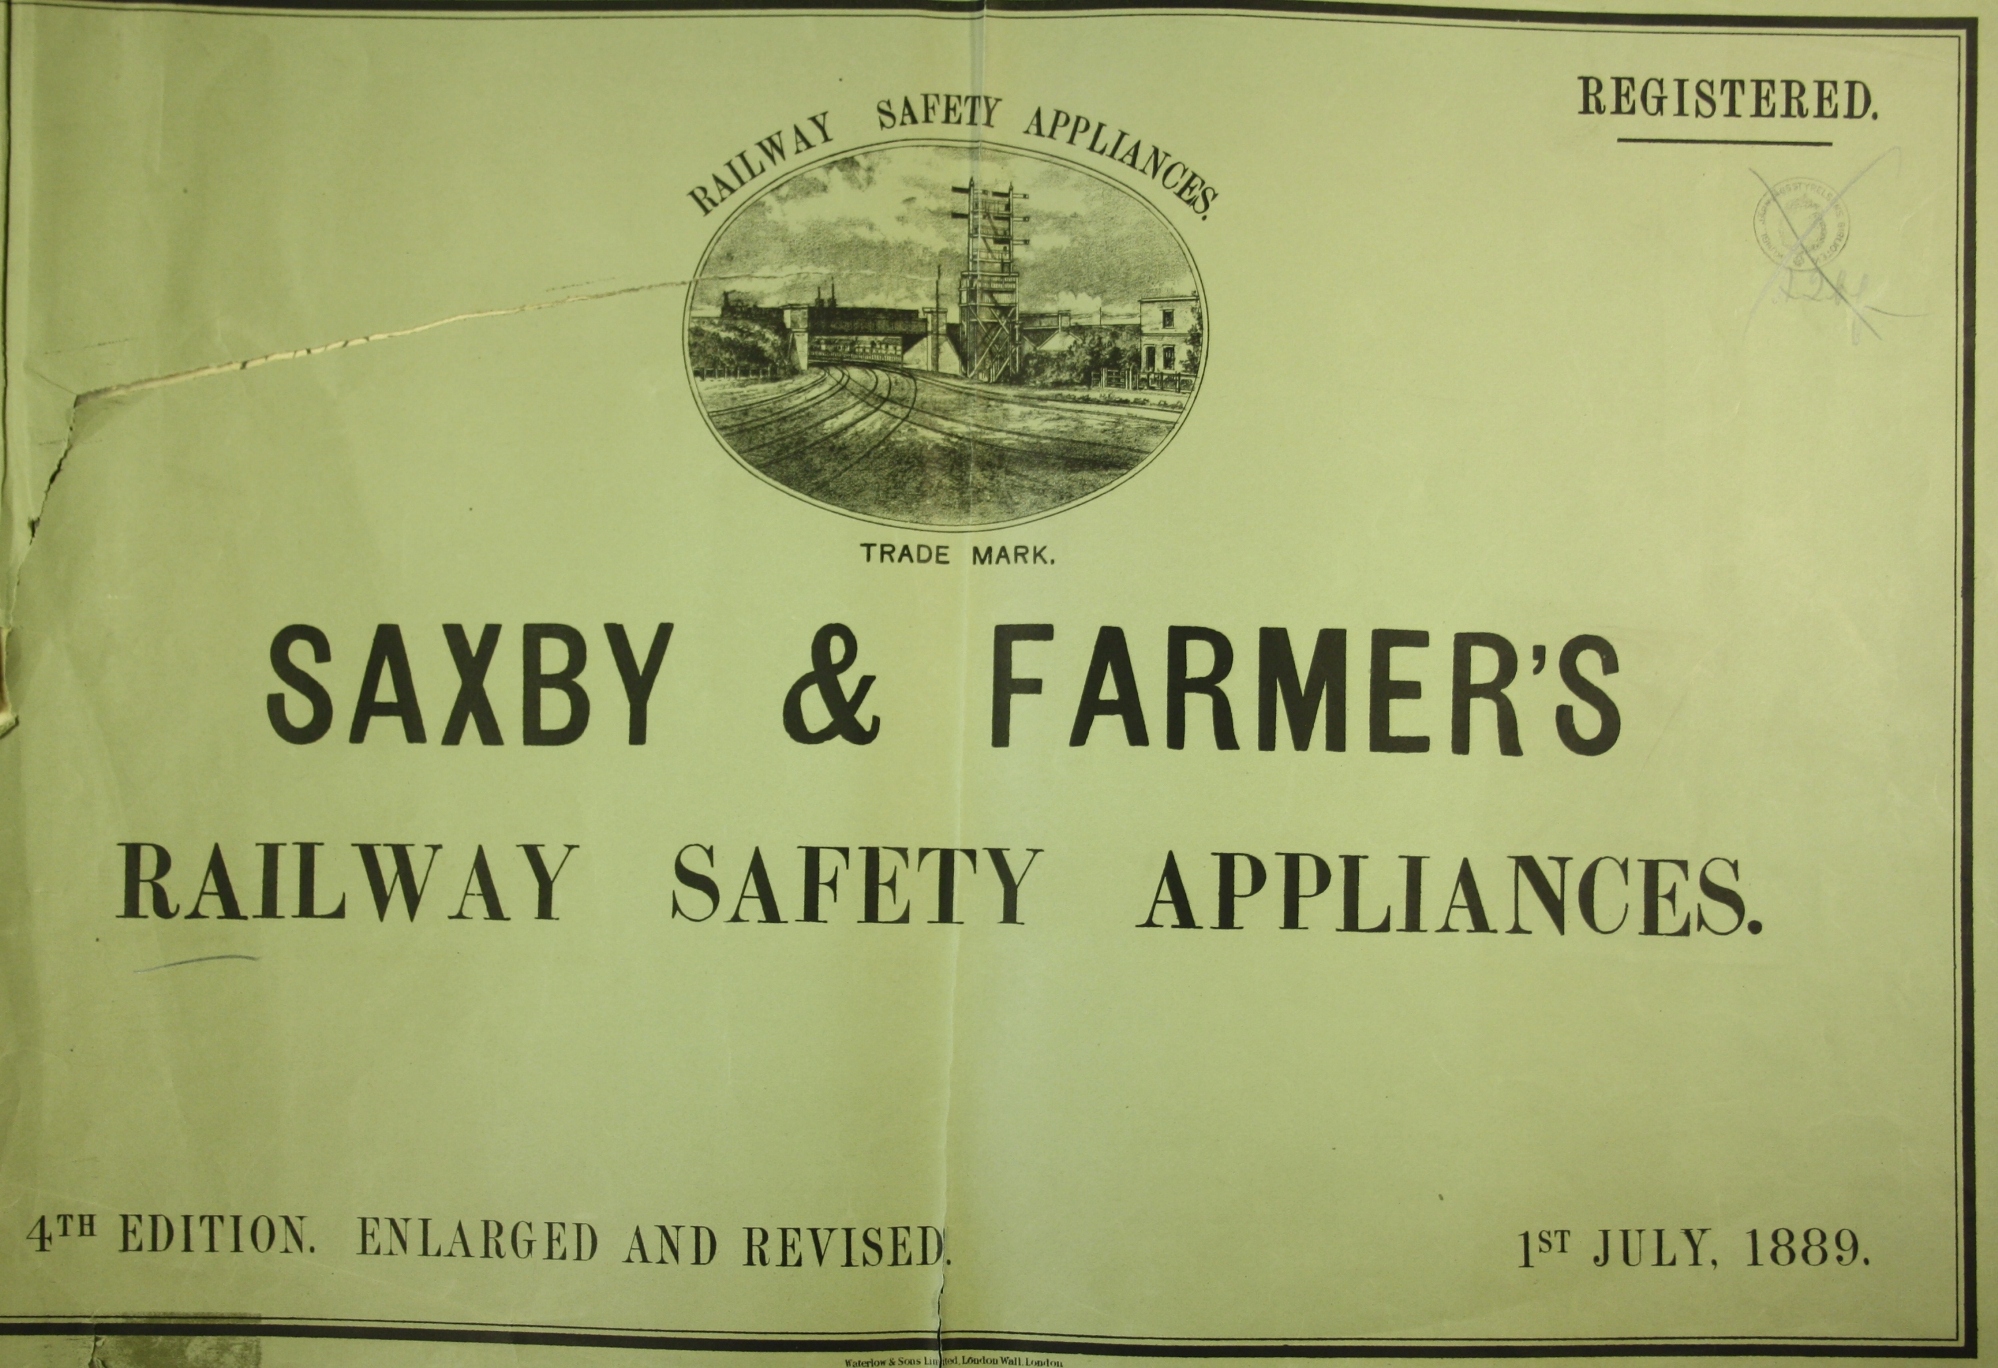 REGISTERED.
RAILWAY SAFETY APPLIANCES.
TRADE MARK.
SAXBY & FARMER'S
RAILWAY SAFETY APPLIANCES.
4TH EDITION. ENLARGED AND REVISED.
1ST JULY, 1889.
Waterlow & Sons Limited, London Wall, London